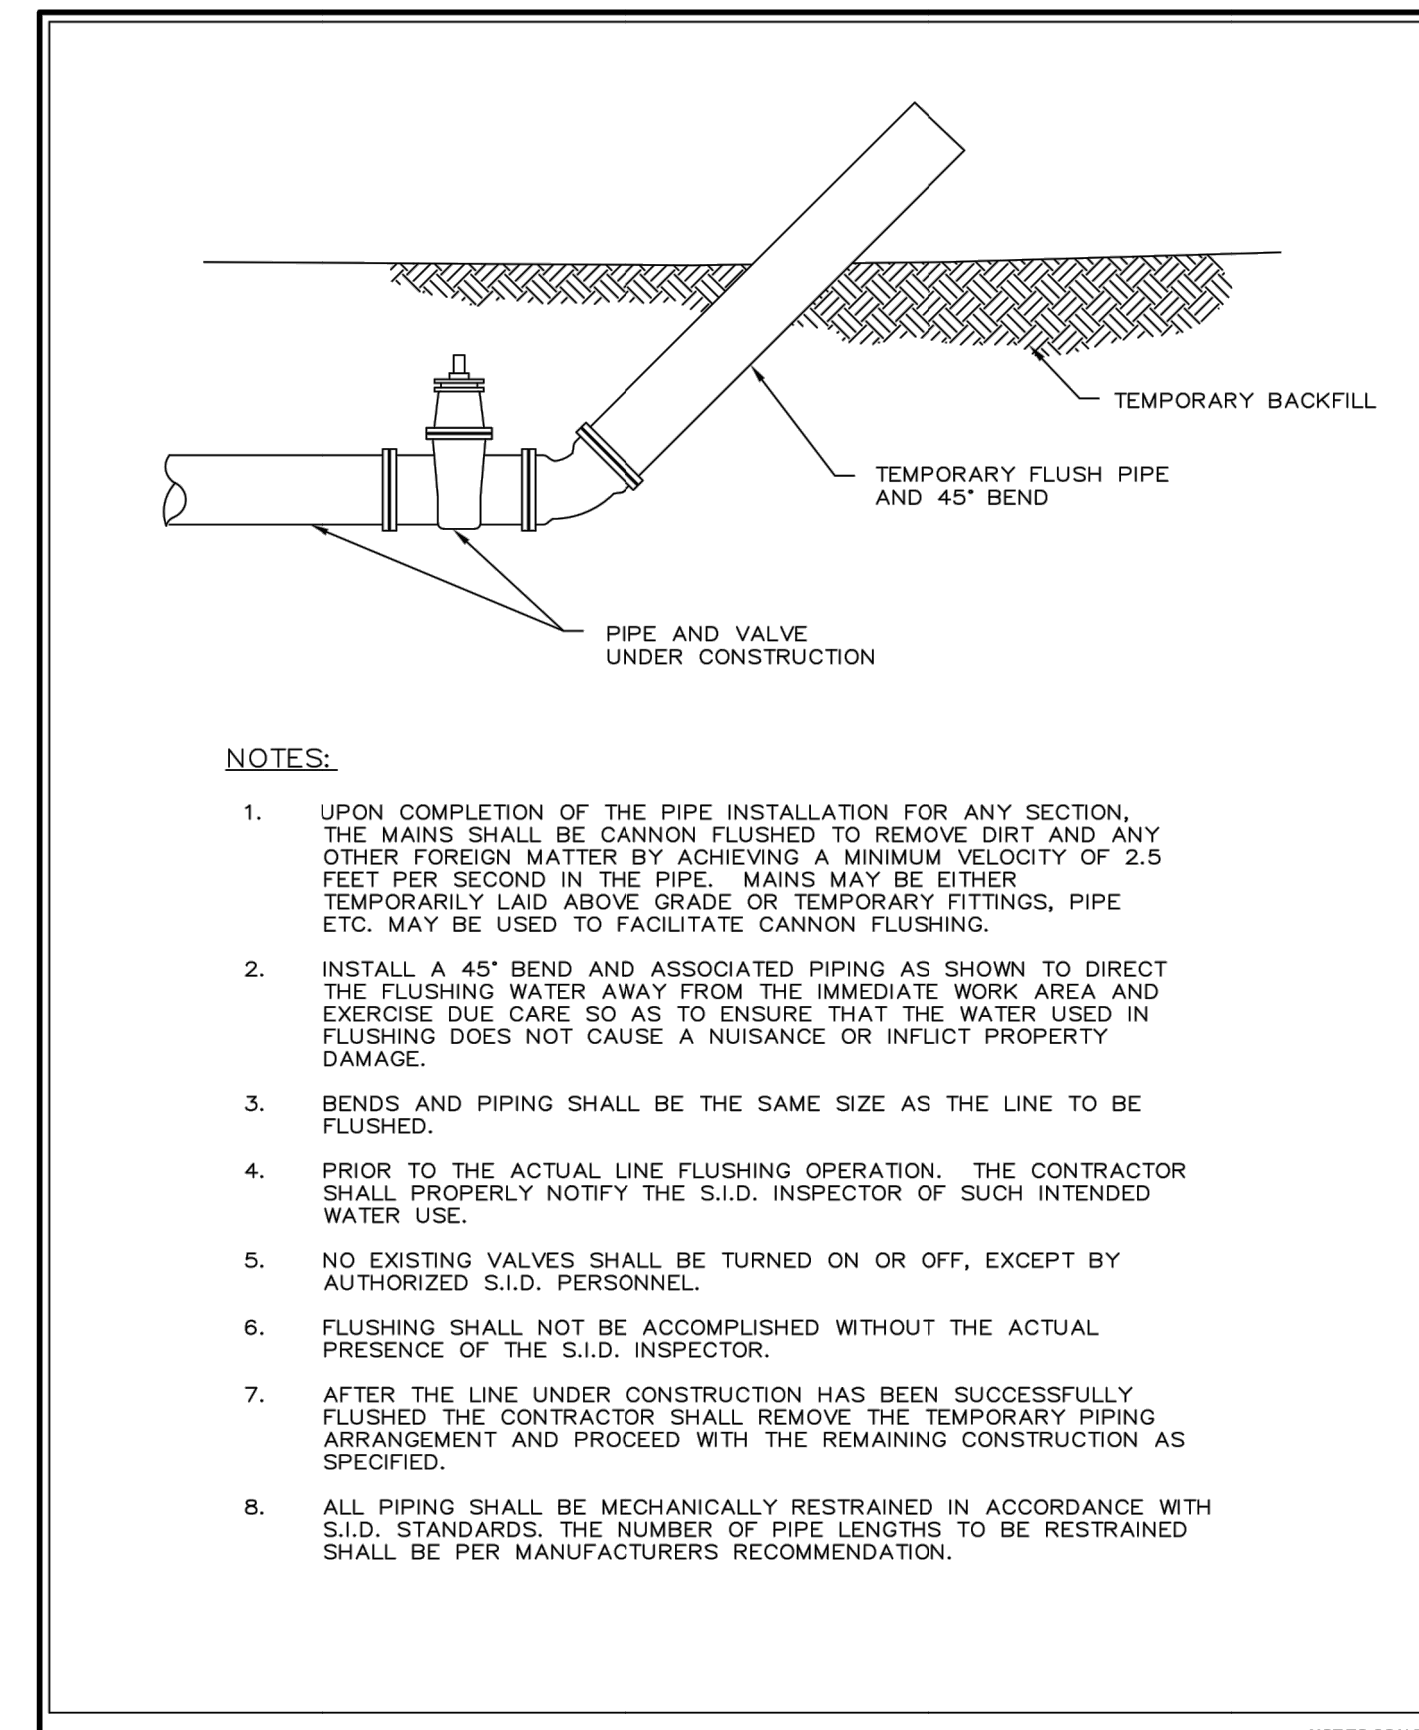 TEMPORARY BACKFILL
TEMPORARY FLUSH PIPE
AND 45° BEND
PIPE AND VALVE
UNDER CONSTRUCTION
NOTES:
1. UPON COMPLETION OF THE PIPE INSTALLATION FOR ANY SECTION,
THE MAINS SHALL BE CANNON FLUSHED TO REMOVE DIRT AND ANY
OTHER FOREIGN MATTER BY ACHIEVING A MINIMUM VELOCITY OF 2.5
FEET PER SECOND IN THE PIPE. MAINS MAY BE EITHER
TEMPORARILY LAID ABOVE GRADE OR TEMPORARY FITTINGS, PIPE
ETC. MAY BE USED TO FACILITATE CANNON FLUSHING.
2. INSTALL A 45° BEND AND ASSOCIATED PIPING AS SHOWN TO DIRECT
THE FLUSHING WATER AWAY FROM THE IMMEDIATE WORK AREA AND
EXERCISE DUE CARE SO AS TO ENSURE THAT THE WATER USED IN
FLUSHING DOES NOT CAUSE A NUISANCE OR INFLICT PROPERTY
DAMAGE.
3. BENDS AND PIPING SHALL BE THE SAME SIZE AS THE LINE TO BE
FLUSHED.
4. PRIOR TO THE ACTUAL LINE FLUSHING OPERATION. THE CONTRACTOR
SHALL PROPERLY NOTIFY THE S.I.D. INSPECTOR OF SUCH INTENDED
WATER USE.
5. NO EXISTING VALVES SHALL BE TURNED ON OR OFF, EXCEPT BY
AUTHORIZED S.I.D. PERSONNEL.
6. FLUSHING SHALL NOT BE ACCOMPLISHED WITHOUT THE ACTUAL
PRESENCE OF THE S.I.D. INSPECTOR.
7. AFTER THE LINE UNDER CONSTRUCTION HAS BEEN SUCCESSFULLY
FLUSHED THE CONTRACTOR SHALL REMOVE THE TEMPORARY PIPING
ARRANGEMENT AND PROCEED WITH THE REMAINING CONSTRUCTION AS
SPECIFIED.
8. ALL PIPING SHALL BE MECHANICALLY RESTRAINED IN ACCORDANCE WITH
S.I.D. STANDARDS. THE NUMBER OF PIPE LENGTHS TO BE RESTRAINED
SHALL BE PER MANUFACTURERS RECOMMENDATION.